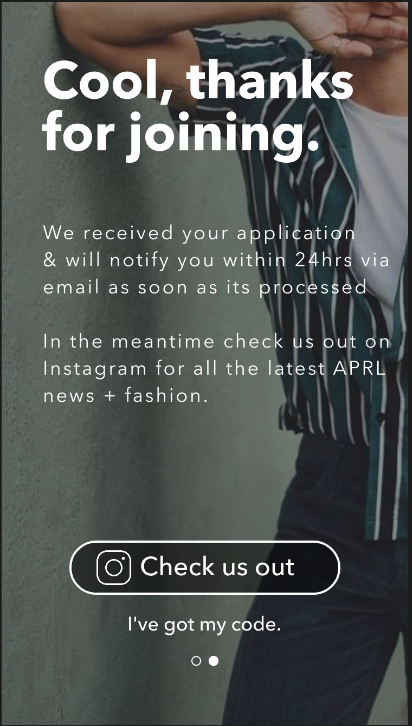 Cool, thanks
for joining.
We received your application
& will notify you within 24hrs via
email as soon as its processed
In the meantime check us out on
Instagram for all the latest APRL
news + fashion.
Check us out
I've got my code.